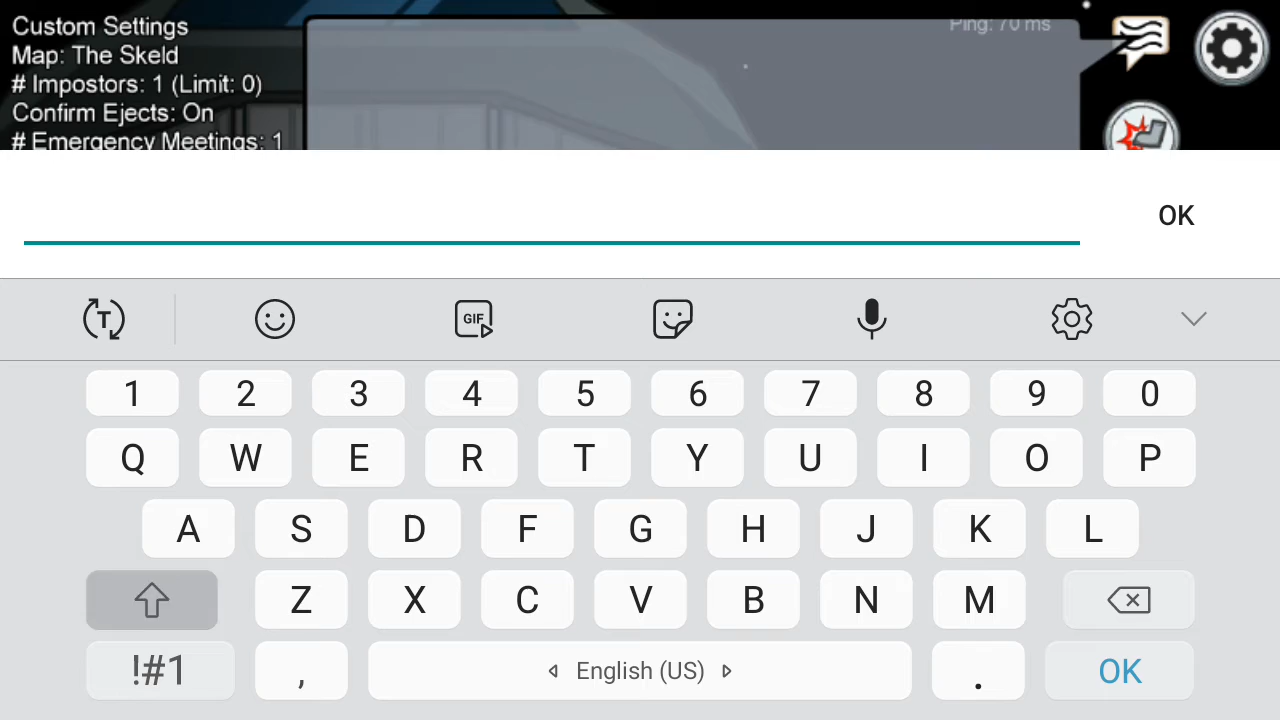 Custom Settings
Map: The Skeld
# Impostors: 1 (Limit: 0)
Confirm Ejects: On
# Emergency Meetings: 1
Ping: 70 ms
OK
T
GIF
1 2 3 4 5 6 7 8 9 0
Q W E R T Y U I O P
A S D F G H J K L
Z X C V B N M
!#1 , English (US) . OK